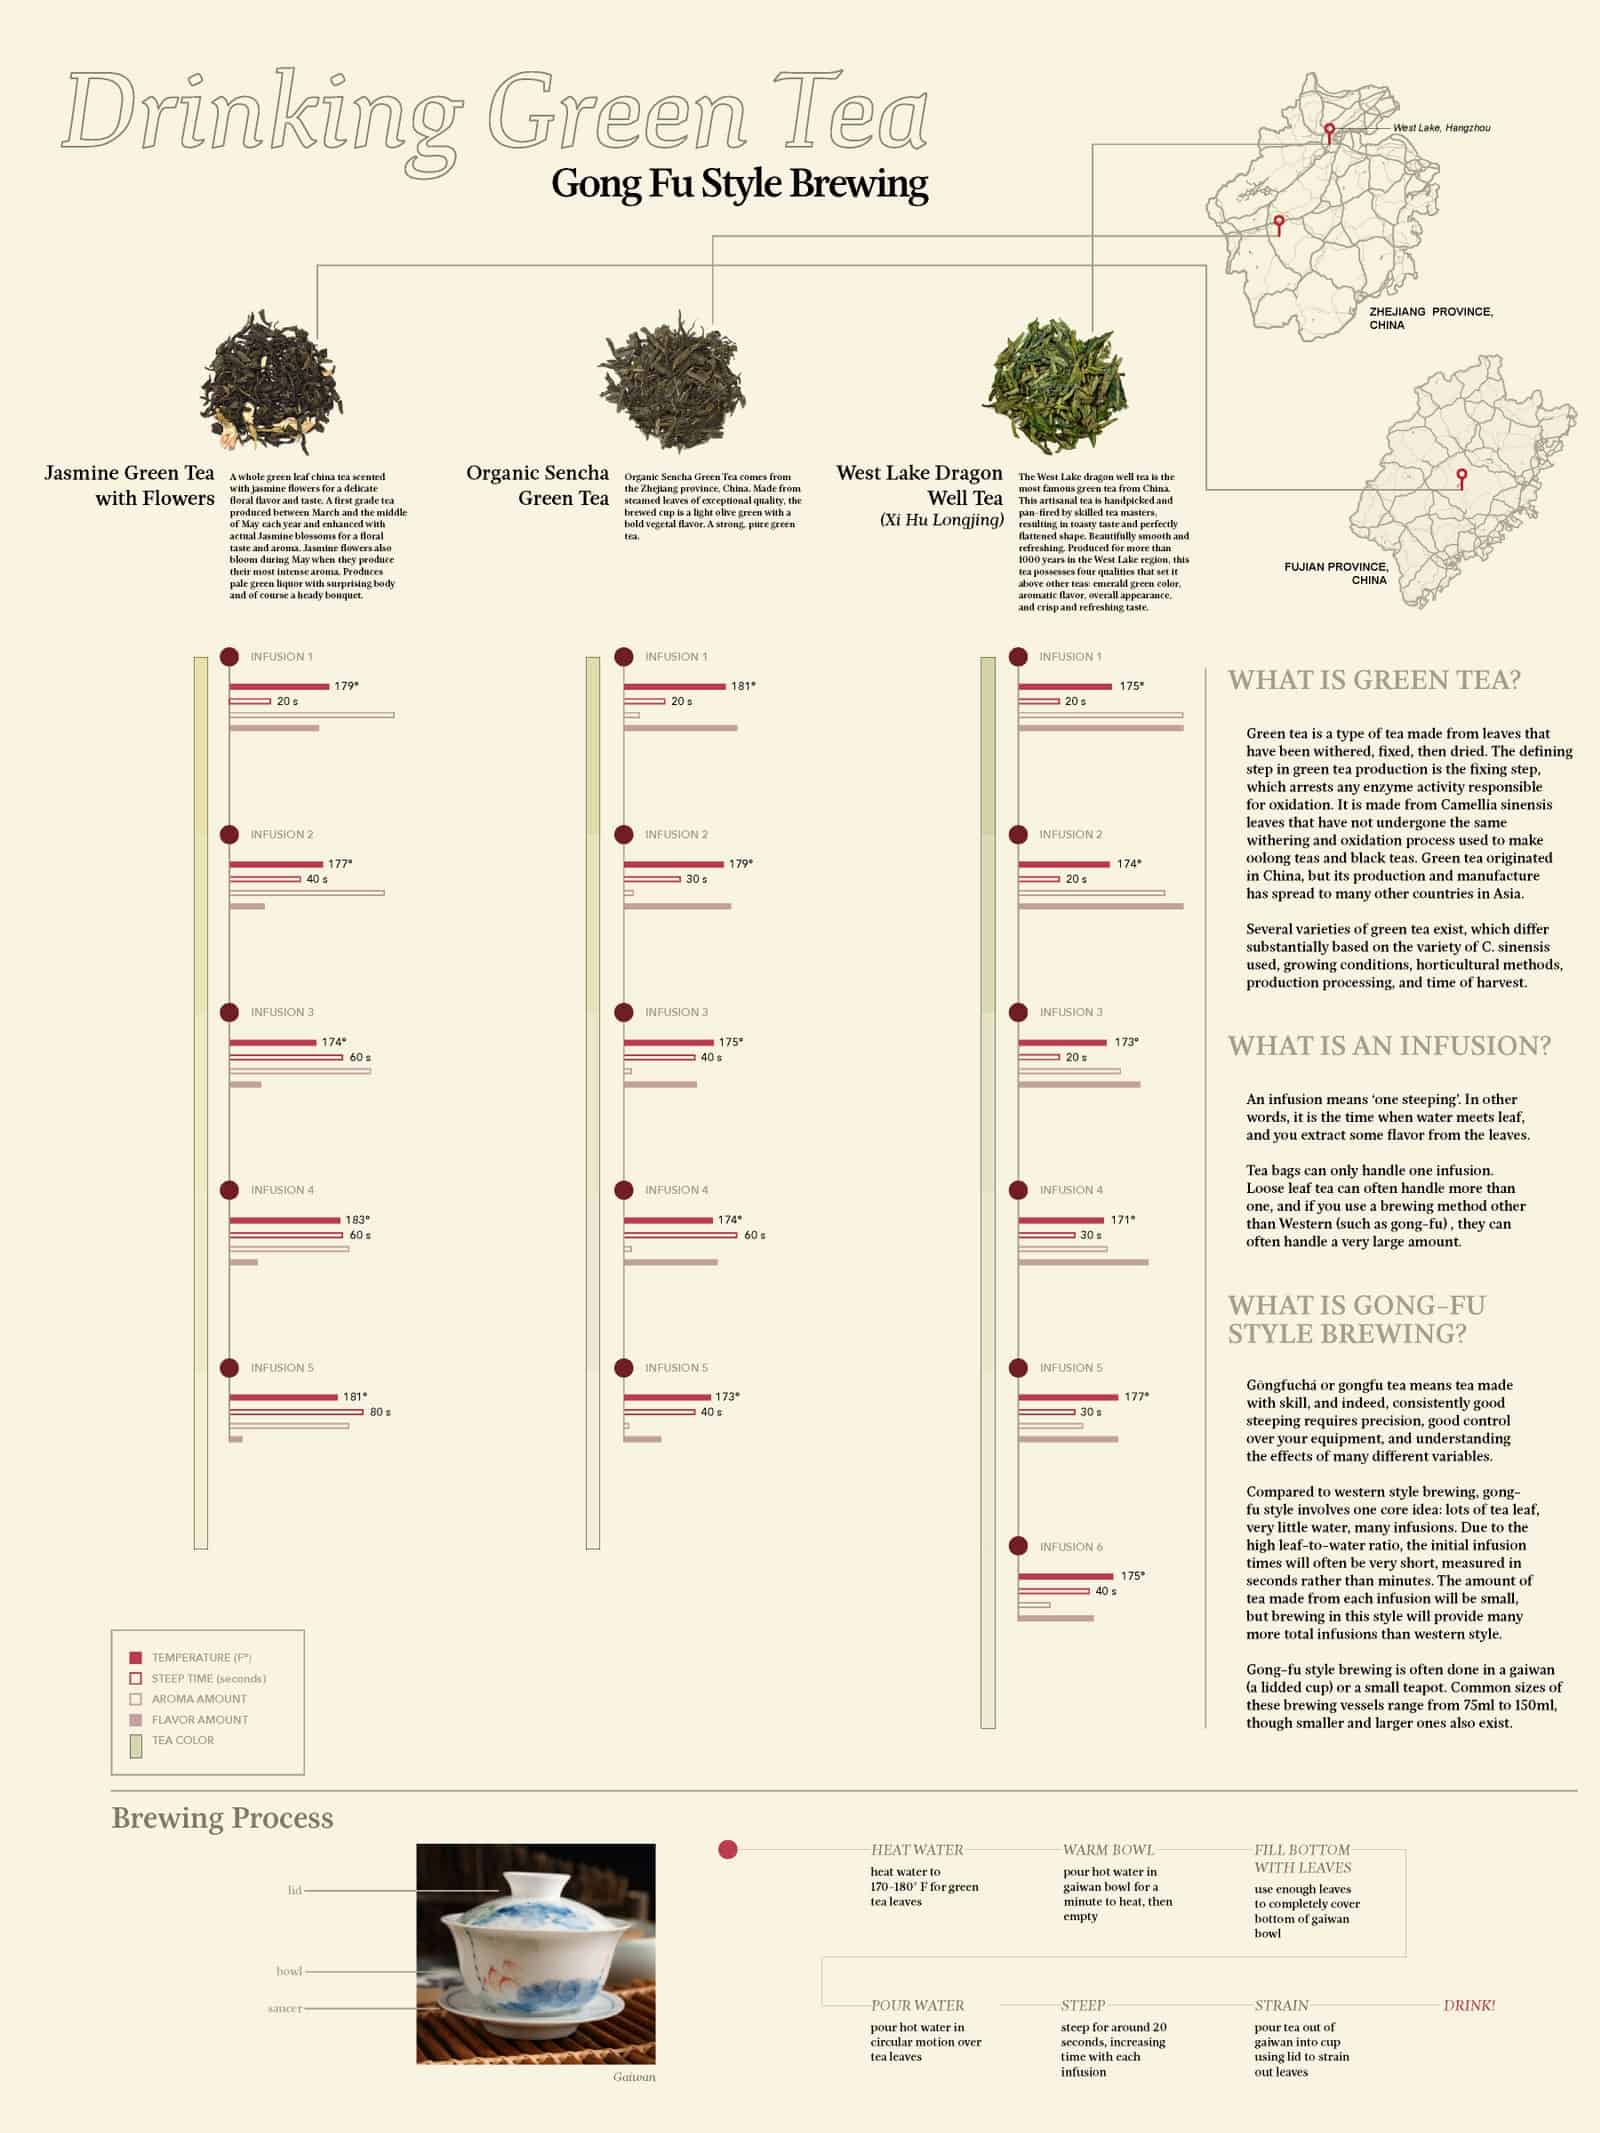 Drinking Green Tea
Gong Fu Style Brewing
West Lake, Hangzhou
ZHEJIANG PROVINCE,
CHINA
FUJIAN PROVINCE,
CHINA
Jasmine Green Tea
with Flowers
A whole green leaf china tea scented
with jasmine flowers for a delicate
floral flavor and taste. A first grade tea
produced between March and the middle
of May each year and enhanced with
actual Jasmine blossoms for a floral
taste and aroma. Jasmine flowers also
bloom during May when they produce
their most intense aroma. Produces
pale green liquor with surprising body
and of course a heady bouquet.
Organic Sencha
Green Tea
Organic Sencha Green Tea comes from
the Zhejiang province, China. Made from
steamed leaves of exceptional quality, the
brewed cup is a light olive green with a
bold vegetal flavor. A strong, pure green
tea.
West Lake Dragon
Well Tea
(Xi Hu Longjing)
The West Lake dragon well tea is the
most famous green tea from China.
This artisanal tea is handpicked and
pan-fired by skilled tea masters,
resulting in toasty taste and perfectly
flattened shape. Beautifully smooth and
refreshing. Produced for more than
1000 years in the West Lake region, this
tea possesses four qualities that set it
above other teas: emerald green color,
aromatic flavor, overall appearance,
and crisp and refreshing taste.
INFUSION 1
179°
20 s
INFUSION 2
177°
40 s
INFUSION 3
174°
60 s
INFUSION 4
183°
60 s
INFUSION 5
181°
80 s
INFUSION 1
181°
20 s
INFUSION 2
179°
30 s
INFUSION 3
175°
40 s
INFUSION 4
174°
60 s
INFUSION 5
173°
40 s
INFUSION 1
175°
20 s
INFUSION 2
174°
20 s
INFUSION 3
173°
20 s
INFUSION 4
171°
30 s
INFUSION 5
177°
30 s
INFUSION 6
175°
40 s
WHAT IS GREEN TEA?
Green tea is a type of tea made from leaves that
have been withered, fixed, then dried. The defining
step in green tea production is the fixing step,
which arrests any enzyme activity responsible
for oxidation. It is made from Camellia sinensis
leaves that have not undergone the same
withering and oxidation process used to make
oolong teas and black teas. Green tea originated
in China, but its production and manufacture
has spread to many other countries in Asia.
Several varieties of green tea exist, which differ
substantially based on the variety of C. sinensis
used, growing conditions, horticultural methods,
production processing, and time of harvest.
WHAT IS AN INFUSION?
An infusion means ‘one steeping’. In other
words, it is the time when water meets leaf,
and you extract some flavor from the leaves.
Tea bags can only handle one infusion.
Loose leaf tea can often handle more than
one, and if you use a brewing method other
than Western (such as gong-fu) , they can
often handle a very large amount.
WHAT IS GONG-FU
STYLE BREWING?
Gōngfuchá or gongfu tea means tea made
with skill, and indeed, consistently good
steeping requires precision, good control
over your equipment, and understanding
the effects of many different variables.
Compared to western style brewing, gong-
fu style involves one core idea: lots of tea leaf,
very little water, many infusions. Due to the
high leaf-to-water ratio, the initial infusion
times will often be very short, measured in
seconds rather than minutes. The amount of
tea made from each infusion will be small,
but brewing in this style will provide many
more total infusions than western style.
Gong-fu style brewing is often done in a gaiwan
(a lidded cup) or a small teapot. Common sizes of
these brewing vessels range from 75ml to 150ml,
though smaller and larger ones also exist.
TEMPERATURE (F°)
STEEP TIME (seconds)
AROMA AMOUNT
FLAVOR AMOUNT
TEA COLOR
Brewing Process
lid
bowl
saucer
Gaiwan
HEAT WATER
heat water to
170-180° F for green
tea leaves
WARM BOWL
pour hot water in
gaiwan bowl for a
minute to heat, then
empty
FILL BOTTOM
WITH LEAVES
use enough leaves
to completely cover
bottom of gaiwan
bowl
POUR WATER
pour hot water in
circular motion over
tea leaves
STEEP
steep for around 20
seconds, increasing
time with each
infusion
STRAIN
pour tea out of
gaiwan into cup
using lid to strain
out leaves
DRINK!